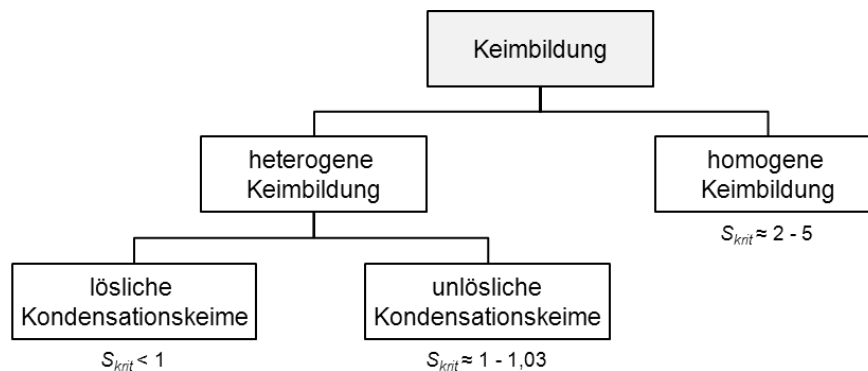 Keimbildung
heterogene
Keimbildung
homogene
Keimbildung
S_krit ≈ 2 - 5
lösliche
Kondensationskeime
unlösliche
Kondensationskeime
S_krit < 1
S_krit ≈ 1 - 1,03